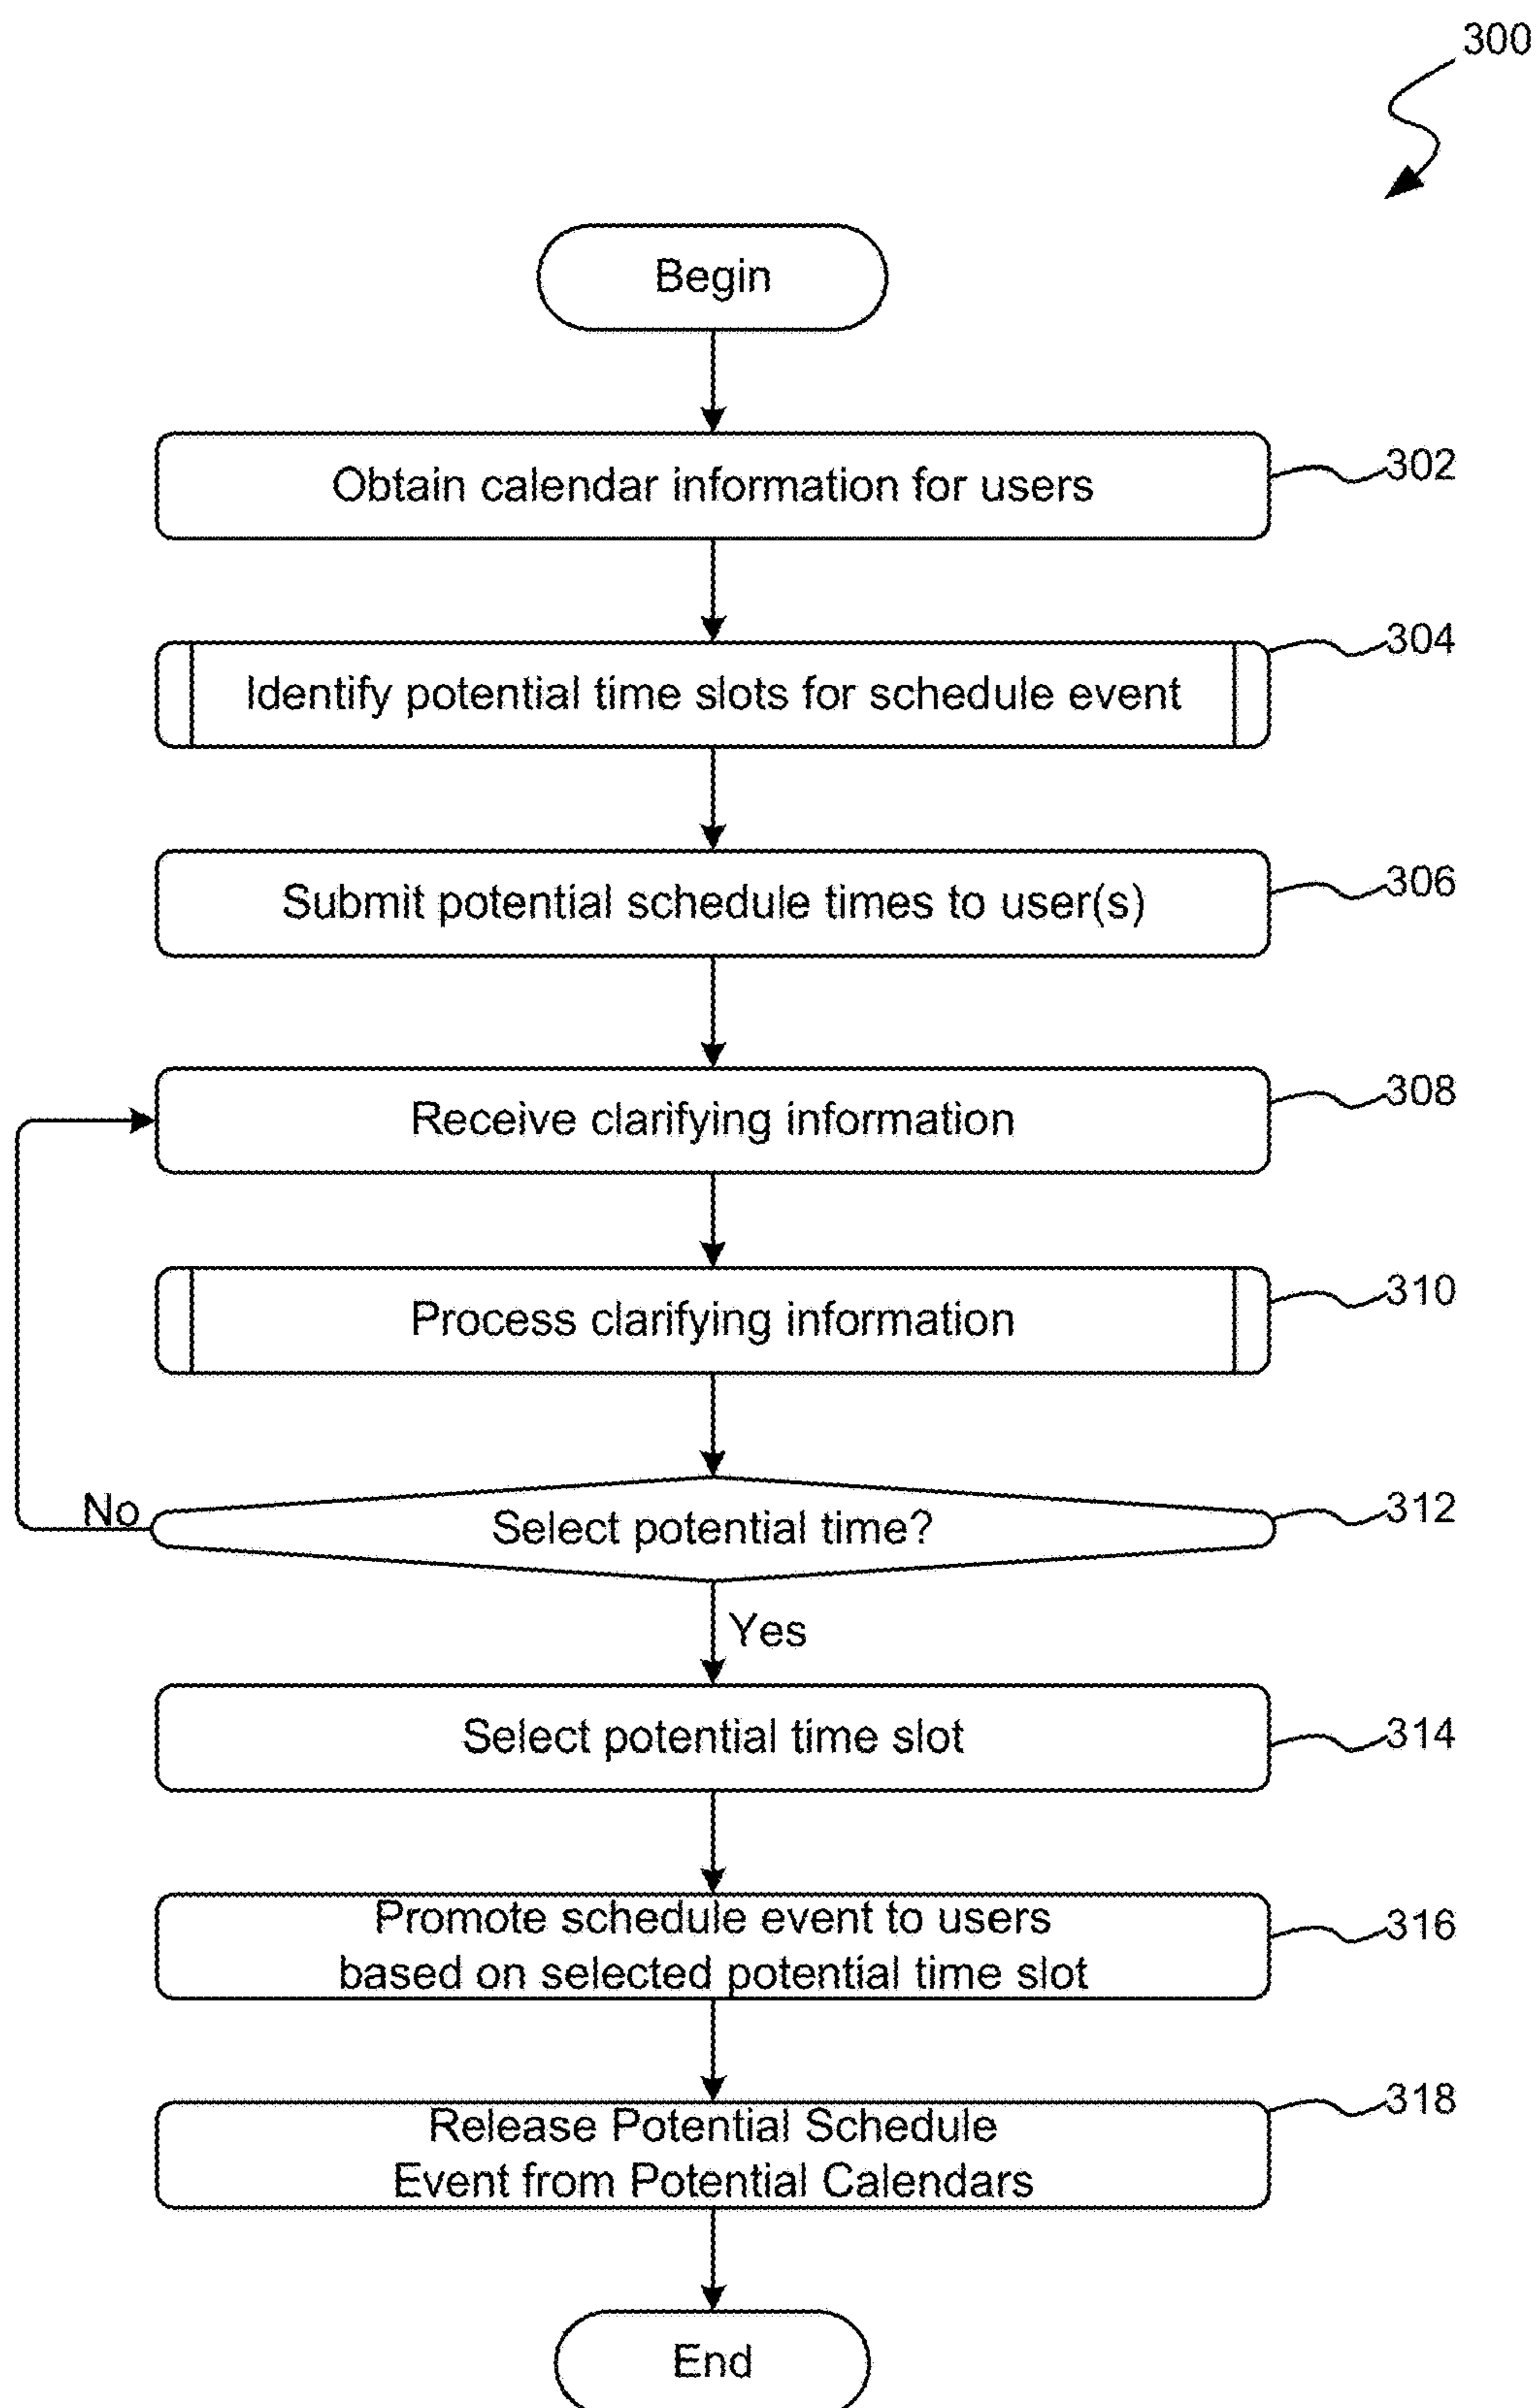 300
Begin
Obtain calendar information for users
302
Identify potential time slots for schedule event
304
Submit potential schedule times to user(s)
306
Receive clarifying information
308
Process clarifying information
310
No
Select potential time?
312
Yes
Select potential time slot
314
Promote schedule event to users
based on selected potential time slot
316
Release Potential Schedule
Event from Potential Calendars
318
End